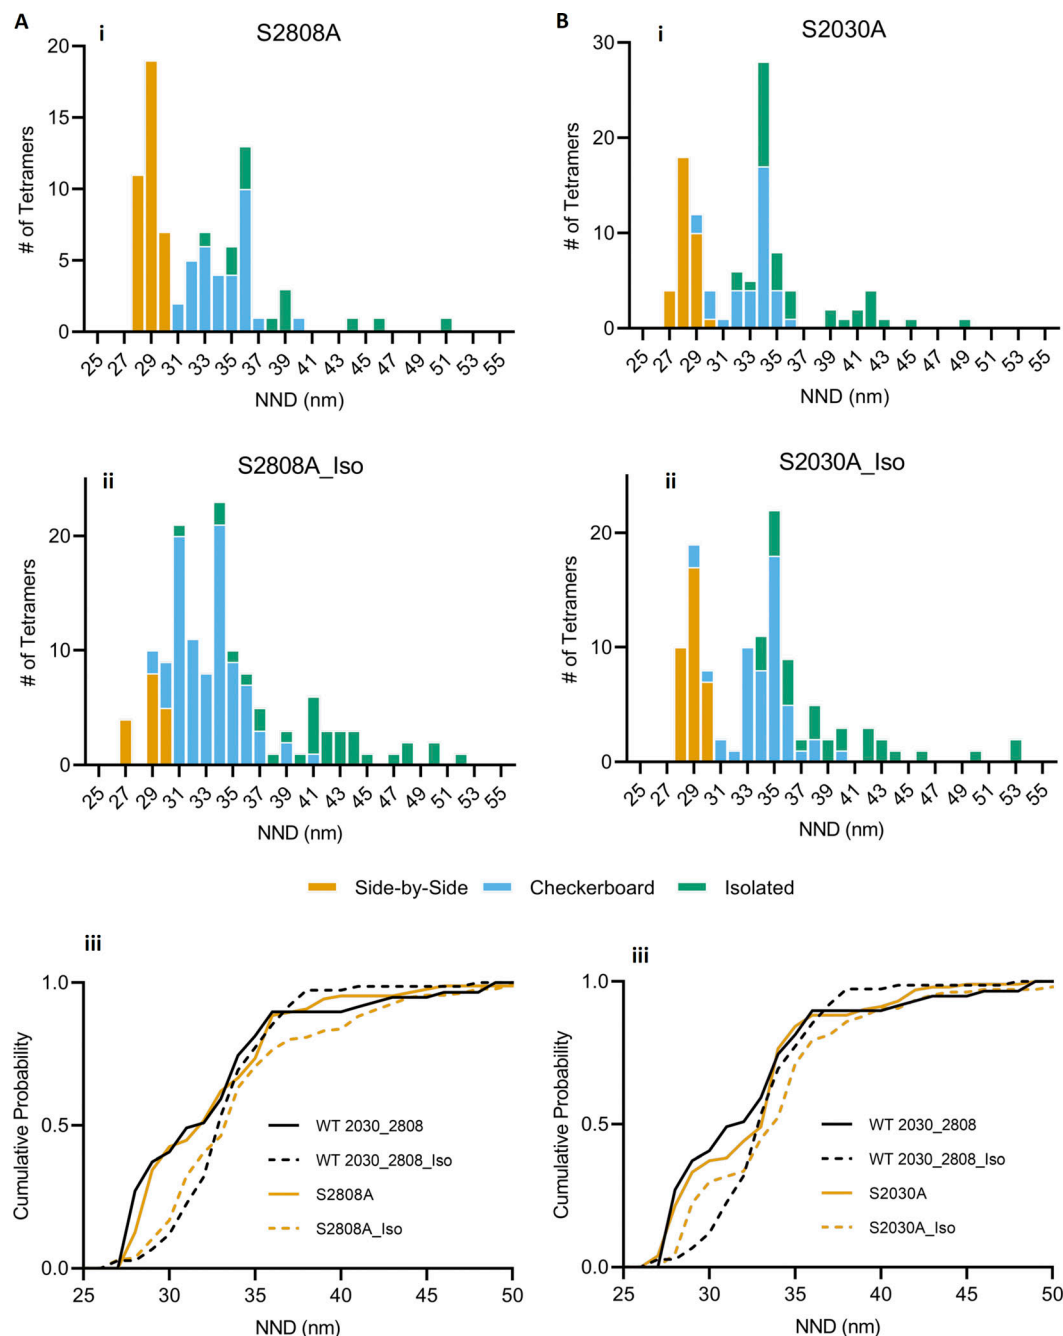 A
i
S2808A
20
15
10
5
0
# of Tetramers
25 27 29 31 33 35 37 39 41 43 45 47 49 51 53 55
NND (nm)
B
i
S2030A
30
20
10
0
# of Tetramers
25 27 29 31 33 35 37 39 41 43 45 47 49 51 53 55
NND (nm)
ii
S2808A_Iso
20
10
0
# of Tetramers
25 27 29 31 33 35 37 39 41 43 45 47 49 51 53 55
NND (nm)
ii
S2030A_Iso
20
10
0
# of Tetramers
25 27 29 31 33 35 37 39 41 43 45 47 49 51 53 55
NND (nm)
Side-by-Side Checkerboard Isolated
iii
1.0
0.5
0.0
Cumulative Probability
WT 2030_2808
WT 2030_2808_Iso
S2808A
S2808A_Iso
25 30 35 40 45 50
NND (nm)
iii
1.0
0.5
0.0
Cumulative Probability
WT 2030_2808
WT 2030_2808_Iso
S2030A
S2030A_Iso
25 30 35 40 45 50
NND (nm)